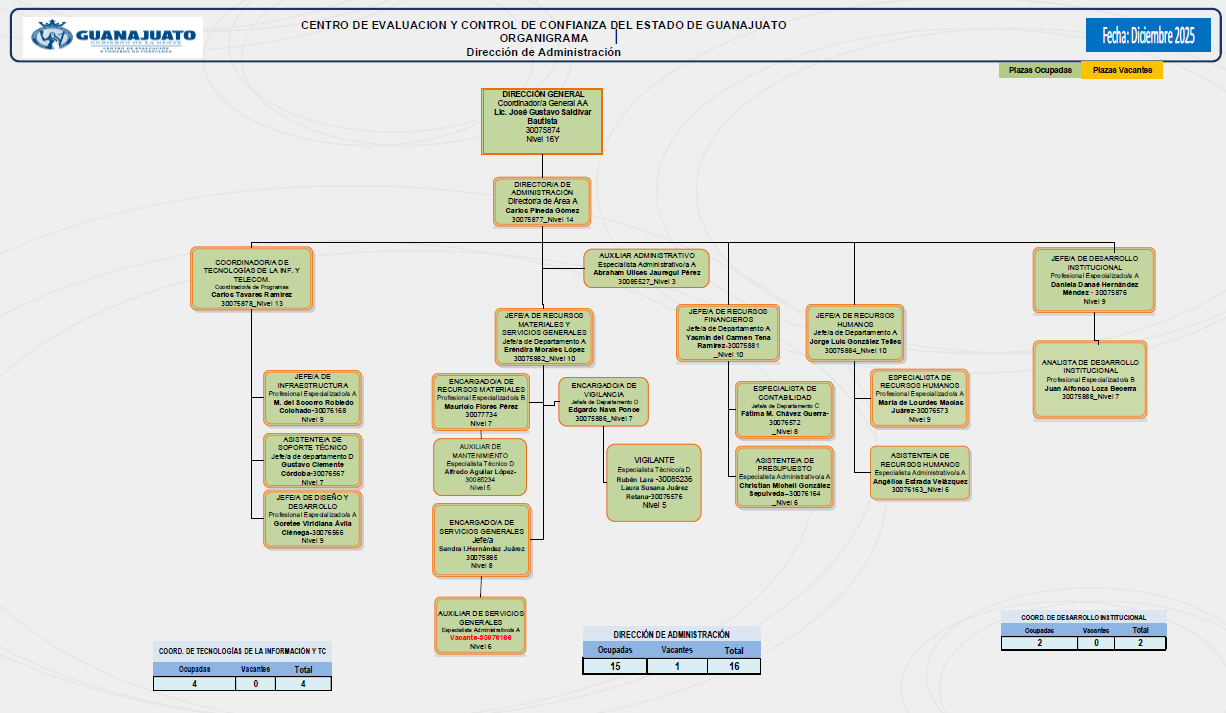 GUANAJUATO
GOBIERNO DE LA GENTE
CENTRO DE EVALUACIÓN
Y CONTROL DE CONFIANZA
CENTRO DE EVALUACION Y CONTROL DE CONFIANZA DEL ESTADO DE GUANAJUATO
ORGANIGRAMA
Dirección de Administración
Fecha: Diciembre 2025
Plazas Ocupadas
Plazas Vacantes
DIRECCIÓN GENERAL
Coordinador/a General AA
Lic. José Gustavo Saldívar
Bautista
30075874
Nivel 16Y
DIRECTOR/A DE
ADMINISTRACIÓN
Director/a de Área A
Carlos Pineda Gómez
30075877_Nivel 14
COORDINADOR/A DE
TECNOLOGÍAS DE LA INF. Y
TELECOM.
Coordinador/a de Programas
Carlos Tavares Ramírez
30075878_Nivel 13
AUXILIAR ADMINISTRATIVO
Especialista Administrativo/a A
Abraham Ulises Jauregui Pérez
30085527_Nivel 3
JEFE/A DE DESARROLLO
INSTITUCIONAL
Profesional Especializado/a A
Daniela Danaé Hernández
Méndez - 30075876
Nivel 9
JEFE/A DE RECURSOS
MATERIALES Y
SERVICIOS GENERALES
Jefe/a de Departamento A
Eréndira Morales López
30075882_Nivel 10
JEFE/A DE RECURSOS
FINANCIEROS
Jefe/a de Departamento A
Yasmin del Carmen Tena
Ramírez-30075881
_Nivel 10
JEFE/A DE RECURSOS
HUMANOS
Jefe/a de Departamento A
Jorge Luis González Telles
30075884_Nivel 10
ANALISTA DE DESARROLLO
INSTITUCIONAL
Profesional Especializado/a B
Juan Alfonso Loza Becerra
30075888_Nivel 7
JEFE/A DE
INFRAESTRUCTURA
Profesional Especializado/a A
M. del Socorro Robledo
Colchado-30076168
Nivel 9
ENCARGADO/A DE
RECURSOS MATERIALES
Profesional Especializado/a B
Mauricio Flores Pérez
30077734
Nivel 7
ENCARGADO/A DE
VIGILANCIA
Jefe/a de Departamento D
Edgardo Nava Ponce
30075886_Nivel 7
ESPECIALISTA DE
CONTABILIDAD
Jefe/a de Departamento C
Fátima M. Chávez Guerra-
30076572
_Nivel 8
ESPECIALISTA DE
RECURSOS HUMANOS
Profesional Especializado/a A
María de Lourdes Macías
Juárez-30076573
Nivel 9
ASISTENTE/A DE
SOPORTE TÉCNICO
Jefe/a de departamento D
Gustavo Clemente
Córdoba-30076567
Nivel 7
AUXILIAR DE
MANTENIMIENTO
Especialista Técnico D
Alfredo Aguilar López-
30085234
Nivel 5
VIGILANTE
Especialista Técnico/a D
Rubén Lara -30085236
Laura Susana Juárez
Retana-30076576
Nivel 5
ASISTENTE/A DE
PRESUPUESTO
Especialista Administrativo/a A
Christian Michell González
Sepulveda--30076164
_Nivel 6
ASISTENTE/A DE
RECURSOS HUMANOS
Especialista Administrativo/a A
Angélica Estrada Velázquez
30076163_Nivel 6
JEFE/A DE DISEÑO Y
DESARROLLO
Profesional Especializado/a A
Goretee Viridiana Ávila
Ciénega-30076566
Nivel 9
ENCARGADO/A DE
SERVICIOS GENERALES
Jefe/a
Sandra I.Hernández Juárez
30075885
Nivel 8
AUXILIAR DE SERVICIOS
GENERALES
Especialista Administrativo/a A
Vacante-30076166
Nivel 6
COORD. DE TECNOLOGÍAS DE LA INFORMACIÓN Y TC
Ocupadas Vacantes Total
4 0 4
DIRECCIÓN DE ADMINISTRACIÓN
Ocupadas Vacantes Total
15 1 16
COORD. DE DESARROLLO INSTITUCIONAL
Ocupadas Vacantes Total
2 0 2